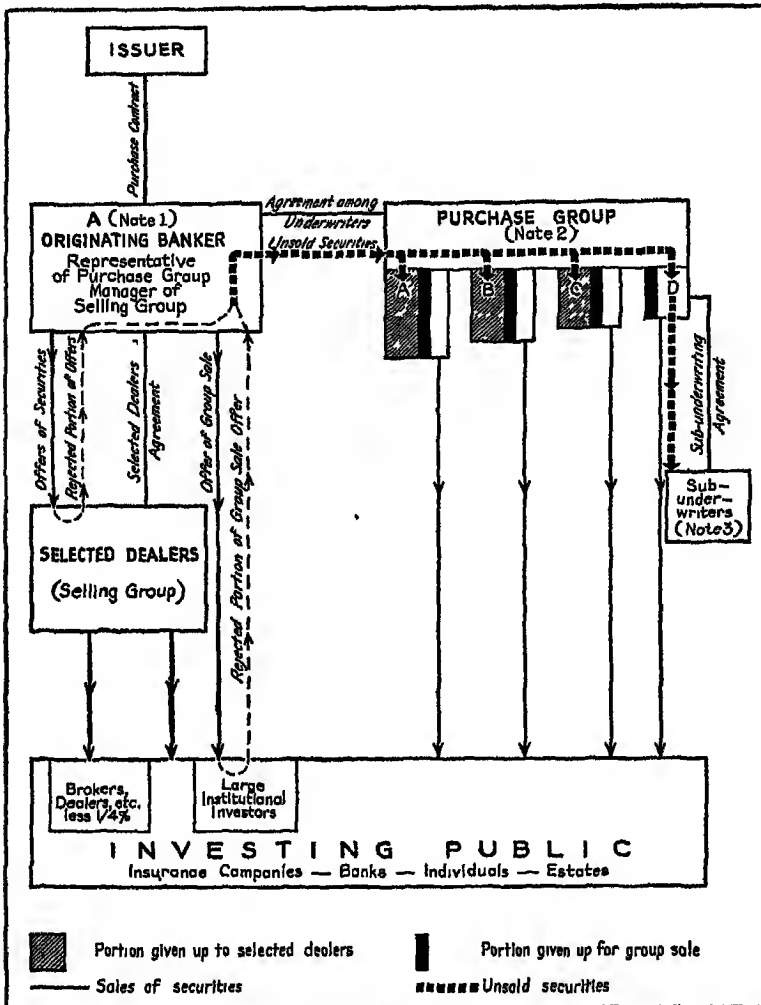 ISSUER
Purchase Contract
A (Note 1)
ORIGINATING BANKER
Representative
of Purchase Group
Manager of
Selling Group
Agreement among
Underwriters
Unsold Securities
PURCHASE GROUP
(Note 2)
A
B
C
D
Offers of Securities
Rejected Portion of Offers
Selected Dealers
Agreement
Offer of Group Sale
Rejected Portion of Group Sale Offer
Sub-underwriting
Agreement
Sub-
under-
writers
(Note3)
SELECTED DEALERS
(Selling Group)
Brokers,
Dealers, etc.
less 1/4%
Large
Institutional
Investors
INVESTING PUBLIC
Insurance Companies — Banks — Individuals — Estates
Portion given up to selected dealers
Portion given up for group sale
Sales of securities
Unsold securities